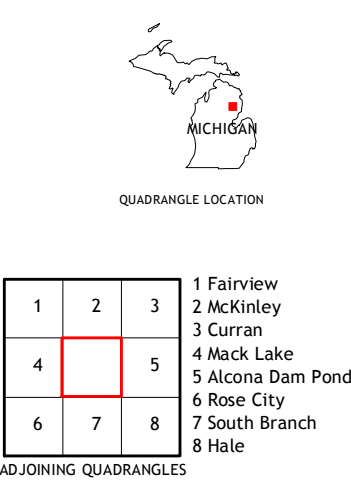 MICHIGAN
QUADRANGLE LOCATION
1 2 3
4 5
6 7 8
1 Fairview
2 McKinley
3 Curran
4 Mack Lake
5 Alcona Dam Pond
6 Rose City
7 South Branch
8 Hale
ADJOINING QUADRANGLES